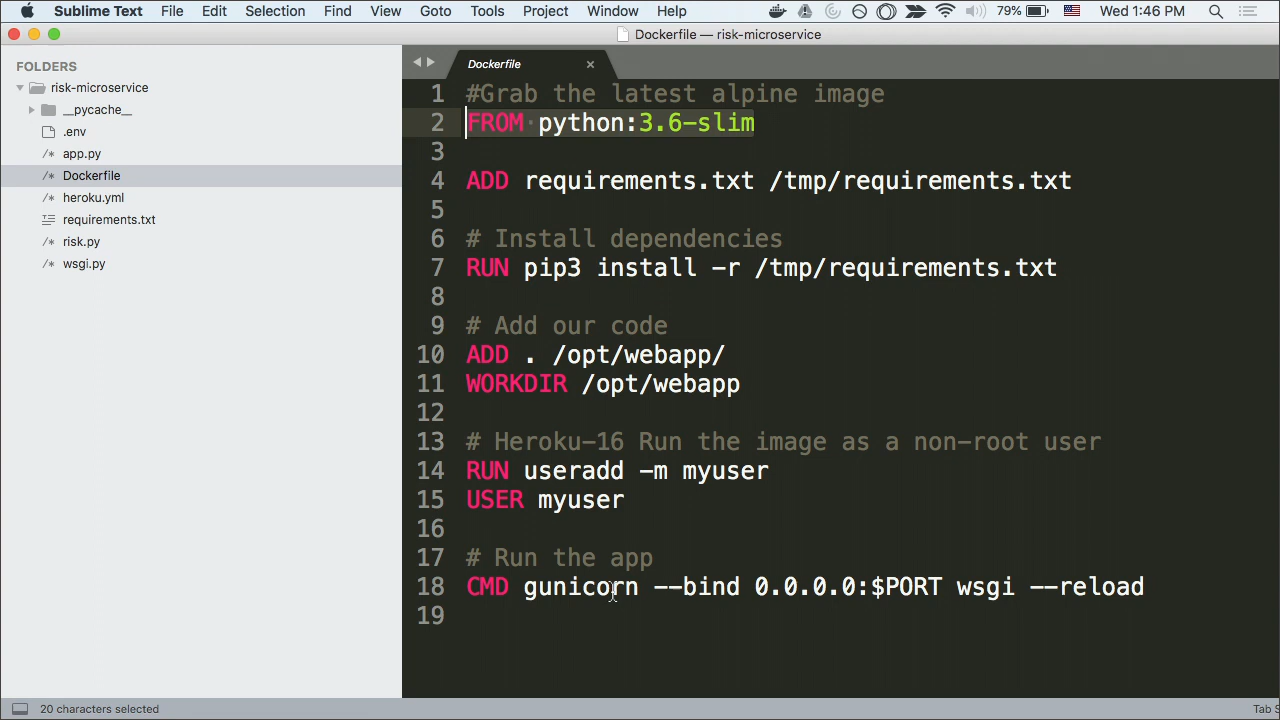 Sublime Text File Edit Selection Find View Goto Tools Project Window Help 79% Wed 1:46 PM
Dockerfile — risk-microservice
FOLDERS
risk-microservice
__pycache__
.env
app.py
Dockerfile
heroku.yml
requirements.txt
risk.py
wsgi.py
Dockerfile
1 #Grab the latest alpine image
2 FROM python:3.6-slim
3
4 ADD requirements.txt /tmp/requirements.txt
5
6 # Install dependencies
7 RUN pip3 install -r /tmp/requirements.txt
8
9 # Add our code
10 ADD . /opt/webapp/
11 WORKDIR /opt/webapp
12
13 # Heroku-16 Run the image as a non-root user
14 RUN useradd -m myuser
15 USER myuser
16
17 # Run the app
18 CMD gunicorn --bind 0.0.0.0:$PORT wsgi --reload
19
20 characters selected
Tab S